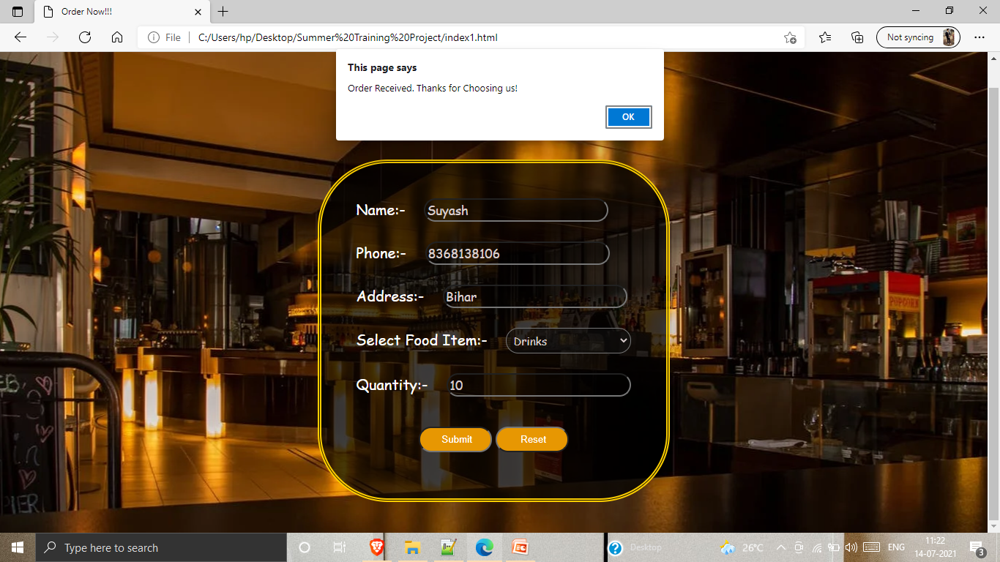 Order Now!!!
File
C:/Users/hp/Desktop/Summer%20Training%20Project/index1.html
Not syncing
This page says
Order Received. Thanks for Choosing us!
OK
Name:- Suyash
Phone:- 8368138106
Address:- Bihar
Select Food Item:- Drinks
Quantity:- 10
Submit Reset
POPCORN
Type here to search
Desktop
26°C
ENG
11:22
14-07-2021
3